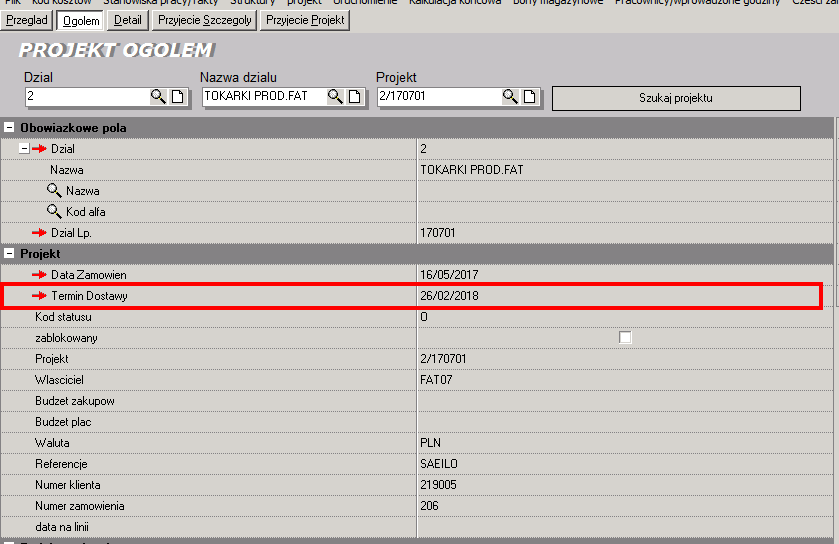 Plik kod kosztów Stanowiska pracy/fakty Struktury projekt Uruchomienie Kalkulacja koncowa Bony magazynowe Pracownicy/wprowadzone godziny Części za
Przeglad Ogolem Detail Przyjecie Szczegoly Przyjecie Projekt
PROJEKT OGOLEM
Dzial Nazwa dzialu Projekt
2 TOKARKI PROD.FAT 2/170701 Szukaj projektu
Obowiazkowe pola
Dzial 2
Nazwa TOKARKI PROD.FAT
Nazwa
Kod alfa
Dzial Lp. 170701
Projekt
Data Zamowien 16/05/2017
Termin Dostawy 26/02/2018
Kod statusu O
zablokowany
Projekt 2/170701
Wlasciciel FAT07
Budzet zakupow
Budzet plac
Waluta PLN
Referencje SAEILO
Numer klienta 219005
Numer zamowienia 206
data na linii